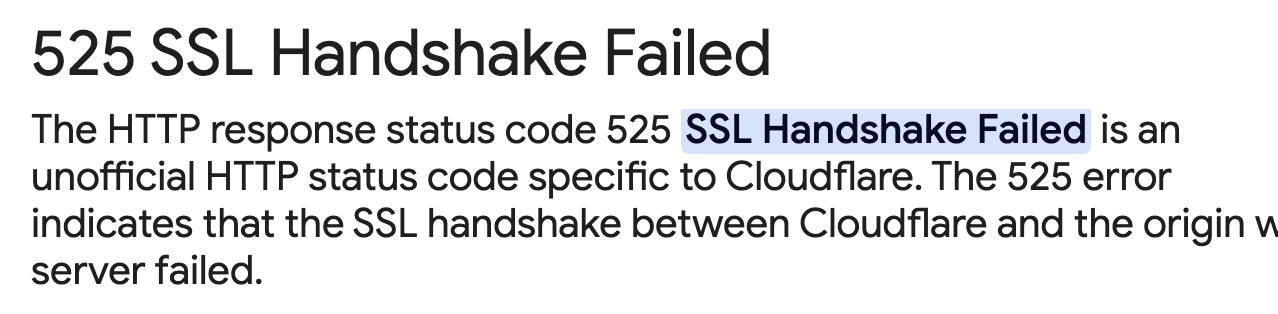 525 SSL Handshake Failed
The HTTP response status code 525 SSL Handshake Failed is an
unofficial HTTP status code specific to Cloudflare. The 525 error
indicates that the SSL handshake between Cloudflare and the origin
server failed.